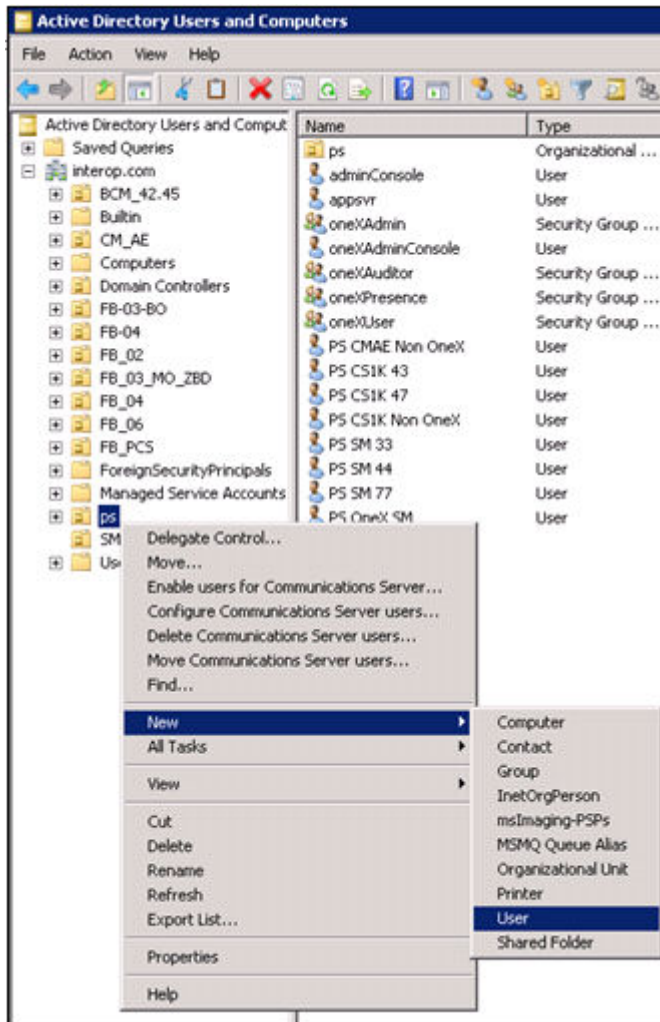 Active Directory Users and Computers
File Action View Help
Active Directory Users and Comput
Saved Queries
interop.com
BCM_42.45
Builtin
CM_AE
Computers
Domain Controllers
FB-03-BO
FB-04
FB_02
FB_03_MO_ZBD
FB_04
FB_06
FB_PCS
ForeignSecurityPrincipals
Managed Service Accounts
ps
SM
Us
Name Type
ps Organizational ...
adminConsole User
appsvr User
oneXAdmin Security Group ...
oneXAdminConsole User
oneXAuditor Security Group ...
oneXPresence Security Group ...
oneXUser Security Group ...
PS CMAE Non OneX User
PS CS1K 43 User
PS CS1K 47 User
PS CS1K Non OneX User
PS SM 33 User
PS SM 44 User
PS SM 77 User
PS OneX SM User
Delegate Control...
Move...
Enable users for Communications Server...
Configure Communications Server users...
Delete Communications Server users...
Move Communications Server users...
Find...
New
All Tasks
View
Cut
Delete
Rename
Refresh
Export List...
Properties
Help
Computer
Contact
Group
InetOrgPerson
msImaging-PSPs
MSMQ Queue Alias
Organizational Unit
Printer
User
Shared Folder